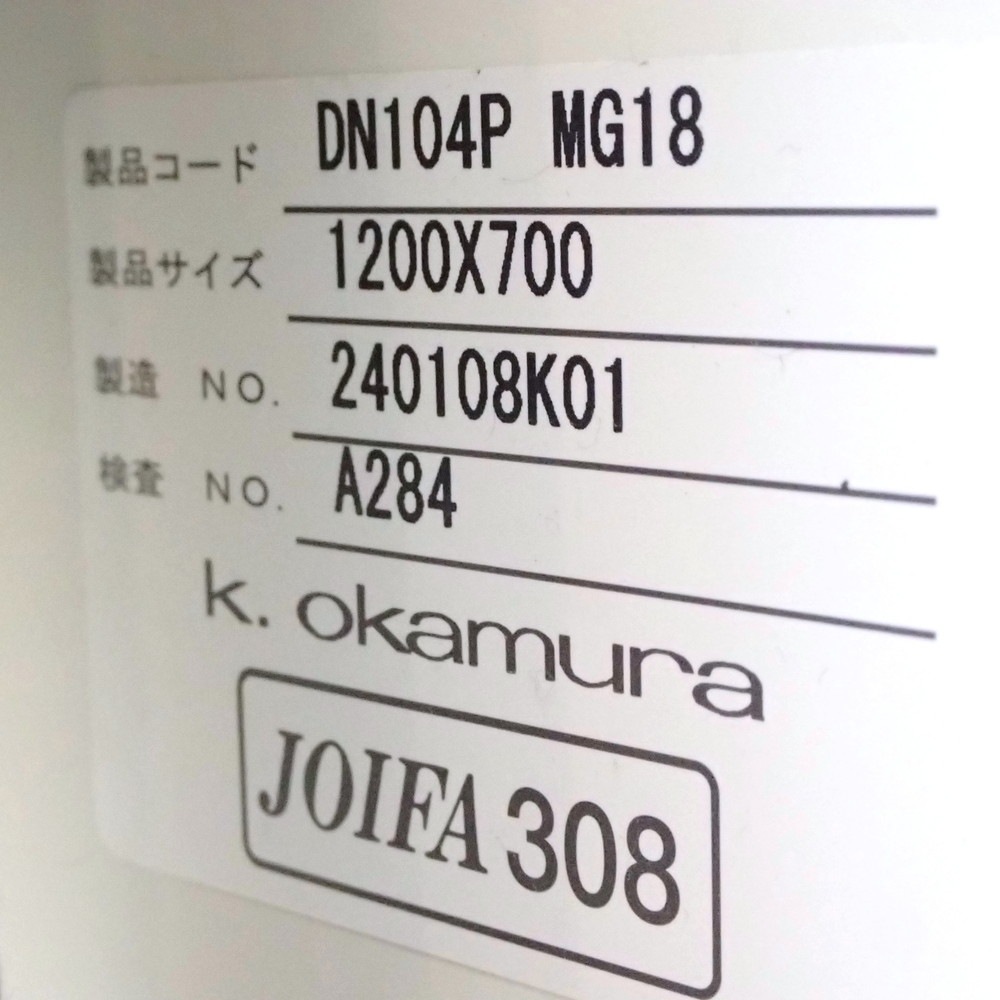 製品コード DN104P MG18
製品サイズ 1200X700
製造 NO. 240108K01
検査 NO. A284
k. okamura
JOIFA 308